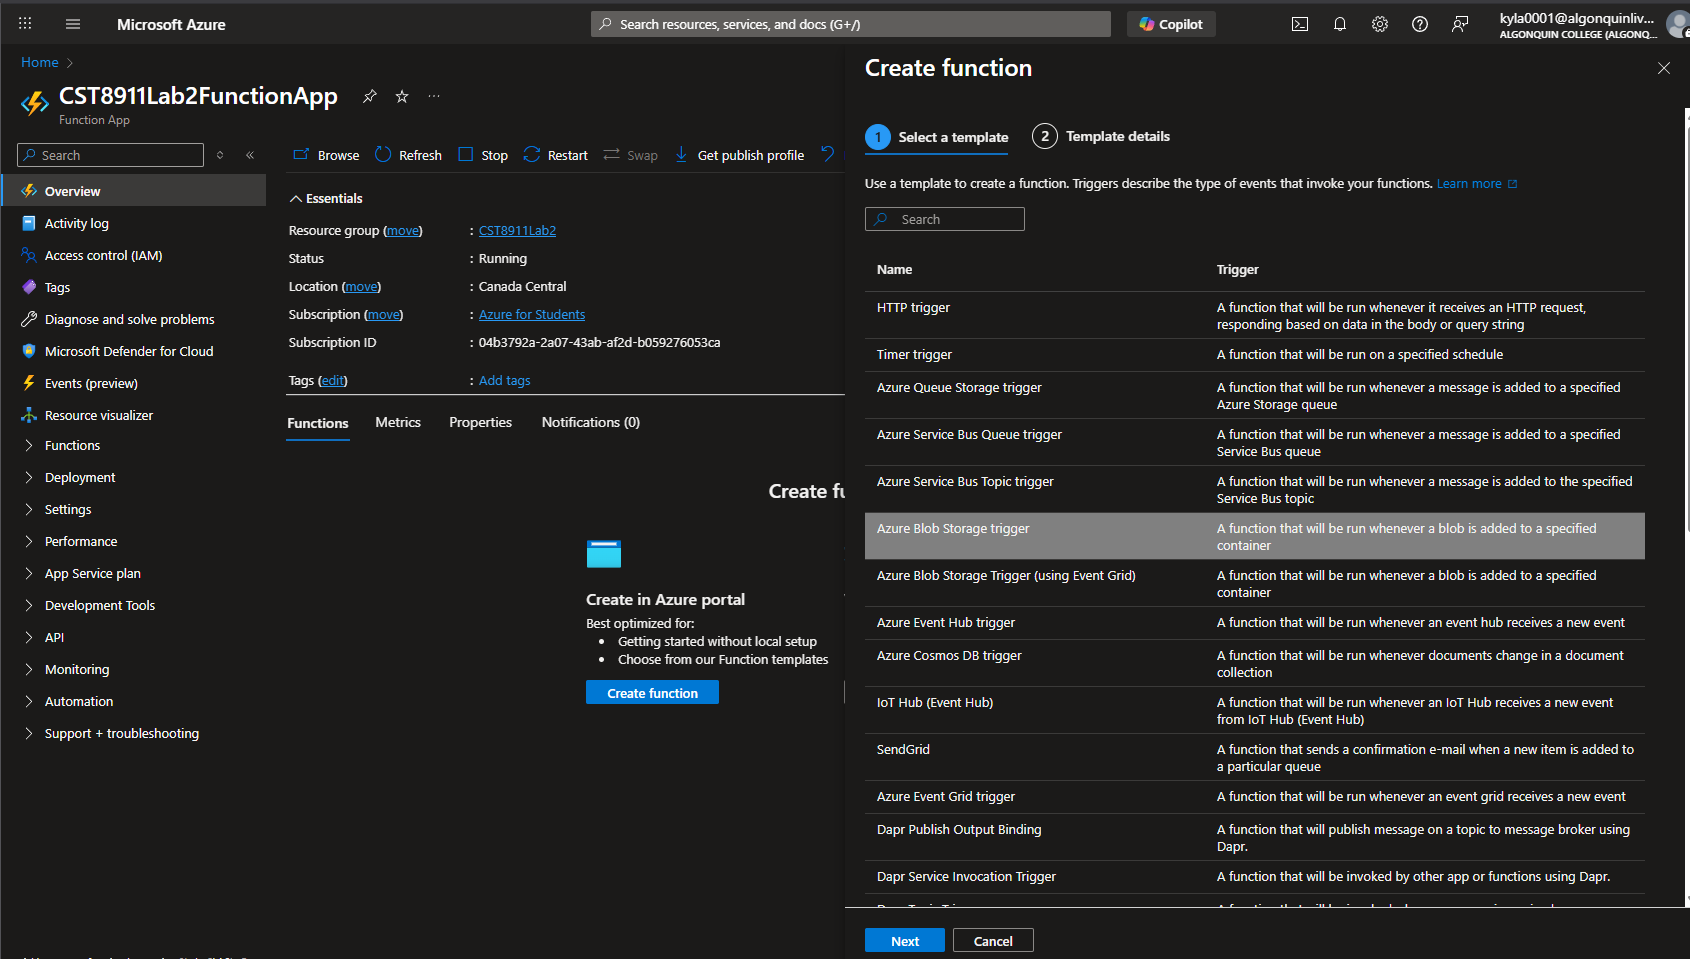 Microsoft Azure
Search resources, services, and docs (G+/)
Copilot
kyla0001@algonquinliv...
ALGONQUIN COLLEGE (ALGONQ...
Home
CST8911Lab2FunctionApp
Function App
Search
Overview
Activity log
Access control (IAM)
Tags
Diagnose and solve problems
Microsoft Defender for Cloud
Events (preview)
Resource visualizer
Functions
Deployment
Settings
Performance
App Service plan
Development Tools
API
Monitoring
Automation
Support + troubleshooting
Browse
Refresh
Stop
Restart
Swap
Get publish profile
Essentials
Resource group (move) : CST8911Lab2
Status : Running
Location (move) : Canada Central
Subscription (move) : Azure for Students
Subscription ID : 04b3792a-2a07-43ab-af2d-b059276053ca
Tags (edit) : Add tags
Functions Metrics Properties Notifications (0)
Create
Create in Azure portal
Best optimized for:
• Getting started without local setup
• Choose from our Function templates
Create function
Create function
1 Select a template
2 Template details
Use a template to create a function. Triggers describe the type of events that invoke your functions. Learn more
Search
Name Trigger
HTTP trigger
A function that will be run whenever it receives an HTTP request,
responding based on data in the body or query string
Timer trigger
A function that will be run on a specified schedule
Azure Queue Storage trigger
A function that will be run whenever a message is added to a specified
Azure Storage queue
Azure Service Bus Queue trigger
A function that will be run whenever a message is added to a specified
Service Bus queue
Azure Service Bus Topic trigger
A function that will be run whenever a message is added to the specified
Service Bus topic
Azure Blob Storage trigger
A function that will be run whenever a blob is added to a specified
container
Azure Blob Storage Trigger (using Event Grid)
A function that will be run whenever a blob is added to a specified
container
Azure Event Hub trigger
A function that will be run whenever an event hub receives a new event
Azure Cosmos DB trigger
A function that will be run whenever documents change in a document
collection
IoT Hub (Event Hub)
A function that will be run whenever an IoT Hub receives a new event
from IoT Hub (Event Hub)
SendGrid
A function that sends a confirmation e-mail when a new item is added to
a particular queue
Azure Event Grid trigger
A function that will be run whenever an event grid receives a new event
Dapr Publish Output Binding
A function that will publish message on a topic to message broker using
Dapr.
Dapr Service Invocation Trigger
A function that will be invoked by other app or functions using Dapr.
Next
Cancel